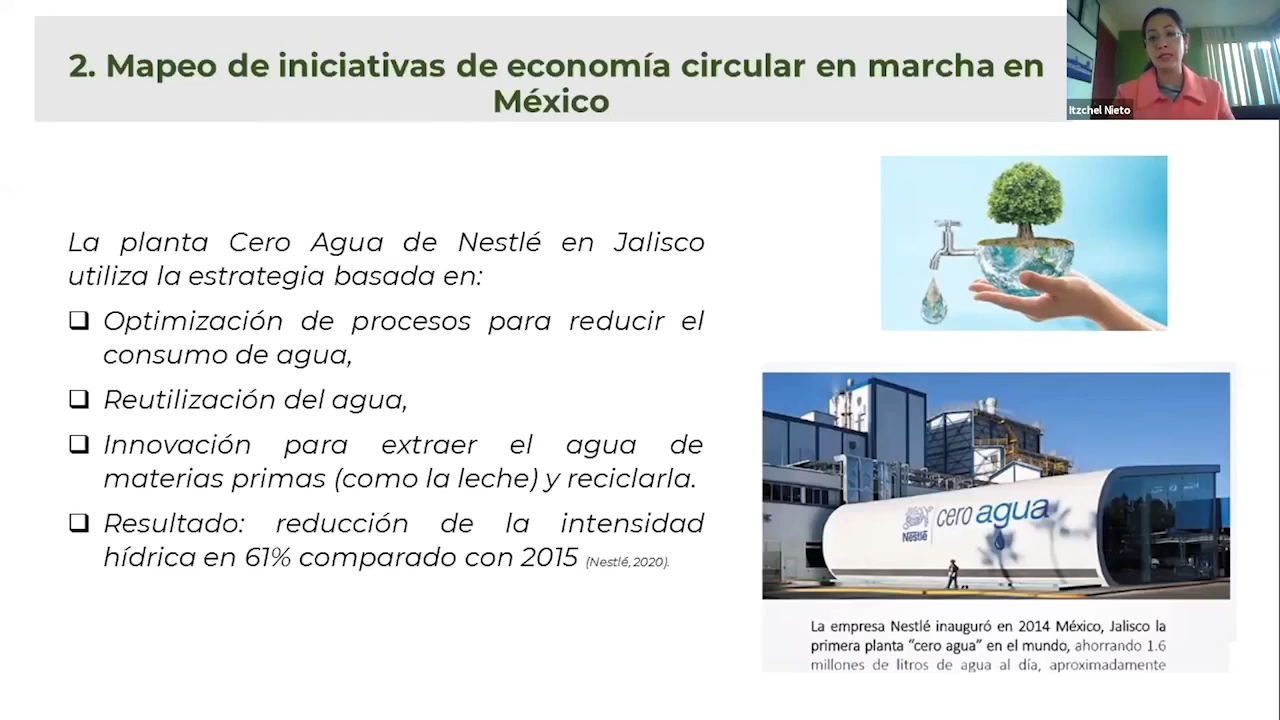 2. Mapeo de iniciativas de economía circular en marcha en
México
Itzchel Nieto
La planta Cero Agua de Nestlé en Jalisco
utiliza la estrategia basada en:
❑ Optimización de procesos para reducir el
consumo de agua,
❑ Reutilización del agua,
❑ Innovación para extraer el agua de
materias primas (como la leche) y reciclarla.
❑ Resultado: reducción de la intensidad
hídrica en 61% comparado con 2015 (Nestlé, 2020).
Nestlé
cero agua
La empresa Nestlé inauguró en 2014 México, Jalisco la
primera planta "cero agua" en el mundo, ahorrando 1.6
millones de litros de agua al día, aproximadamente